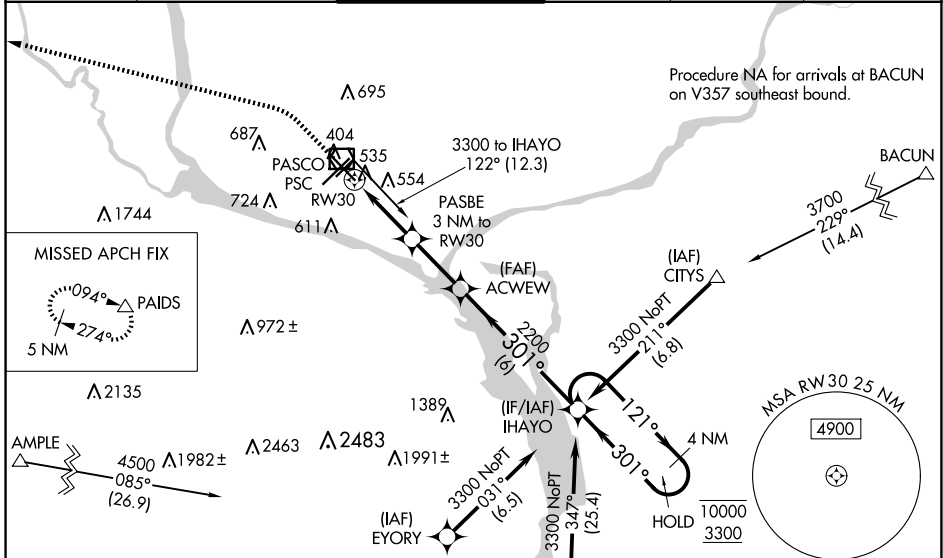 Procedure NA for arrivals at BACUN
on V357 southeast bound.
695
687
404
3300 to IHAYO
122° (12.3)
535
PASCO
PSC
554
BACUN
RW30
724
PASBE
3 NM to
RW30
3700
229°
(14.4)
1744
611
MISSED APCH FIX
094°
PAIDS
274°
5 NM
(FAF)
ACWEW
(IAF)
CITYS
972 ±
2200
301°
(6)
3300 NoPT
211°
(6.8)
2135
1389
(IF/IAF)
IHAYO
121°
4 NM
301°
MSA RW30 25 NM
4900
AMPLE
4500
085°
(26.9)
1982 ±
2463
2483
1991 ±
3300 NoPT
031°
(6.5)
3300 NoPT
347°
(25.4)
HOLD
10000
3300
(IAF)
EYORY